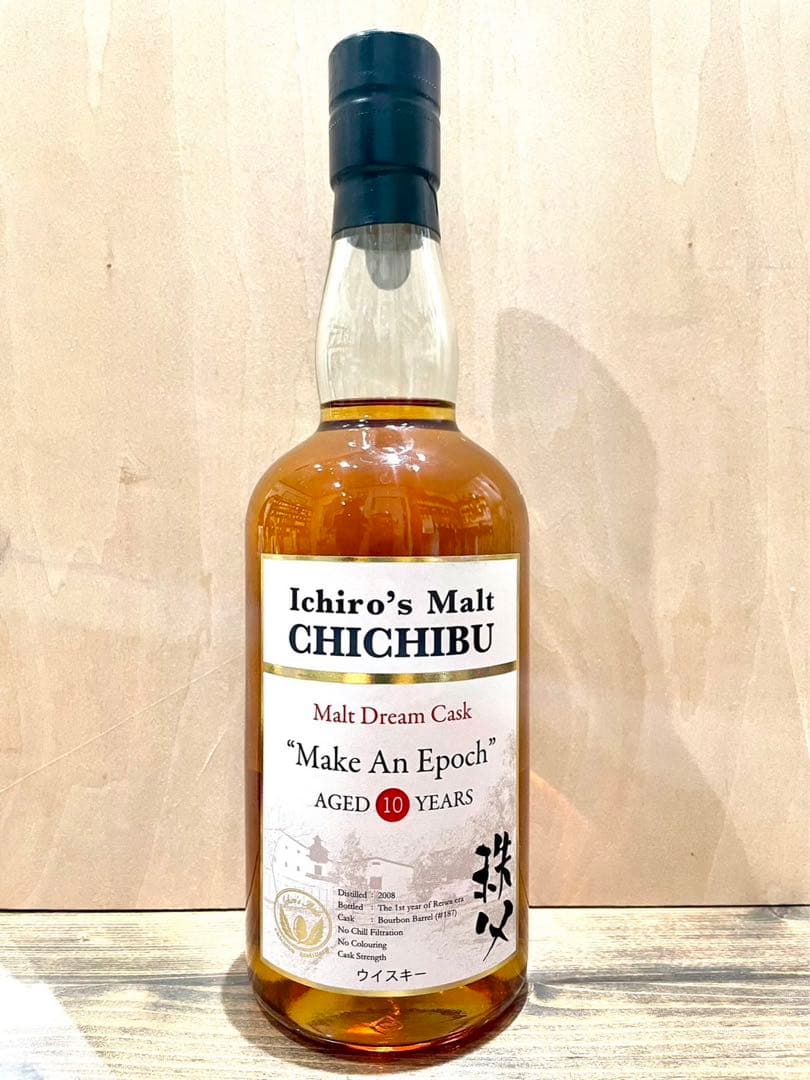 Ichiro's Malt
CHICHIBU
Malt Dream Cask
“Make An Epoch”
AGED 10 YEARS
秩父
Distilled : 2008
Bottled : The 1st year of Reiwa era
Cask : Bourbon Barrel (#187)
No Chill Filtration
No Colouring
Cask Strength
Ichiro's Malt
ウイスキー